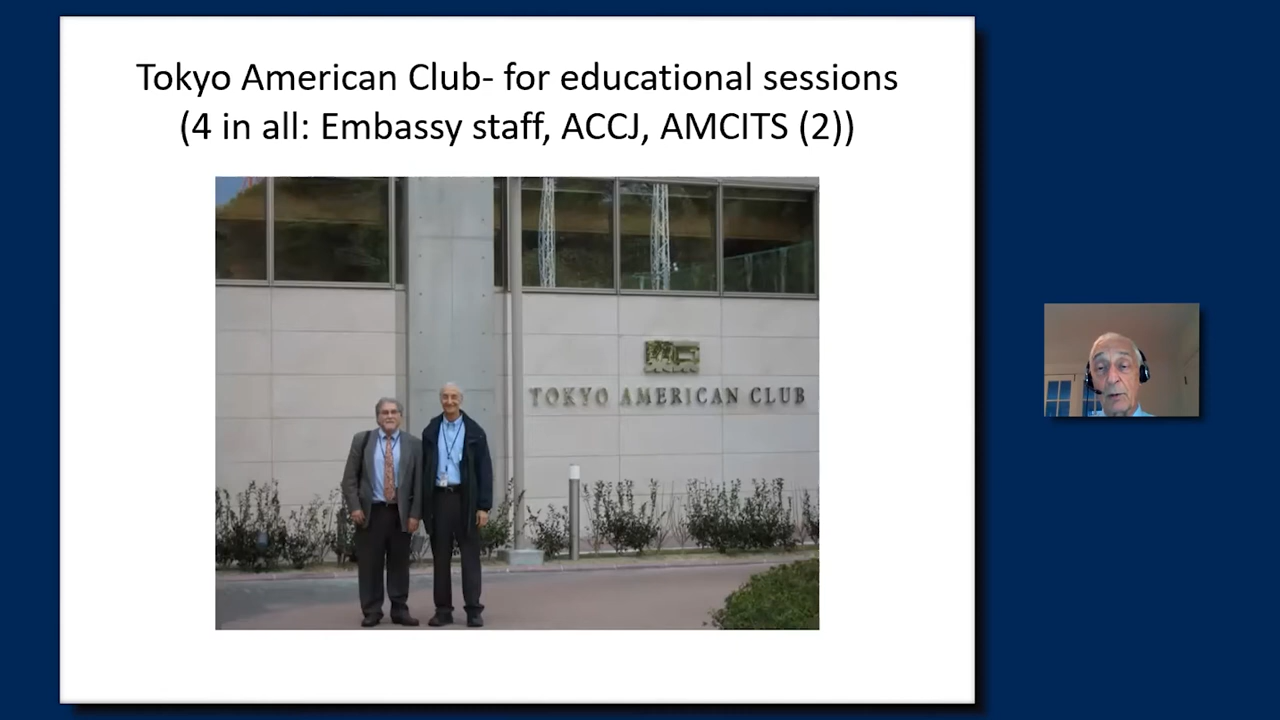 Tokyo American Club- for educational sessions
(4 in all: Embassy staff, ACCJ, AMCITS (2))
TOKYO AMERICAN CLUB